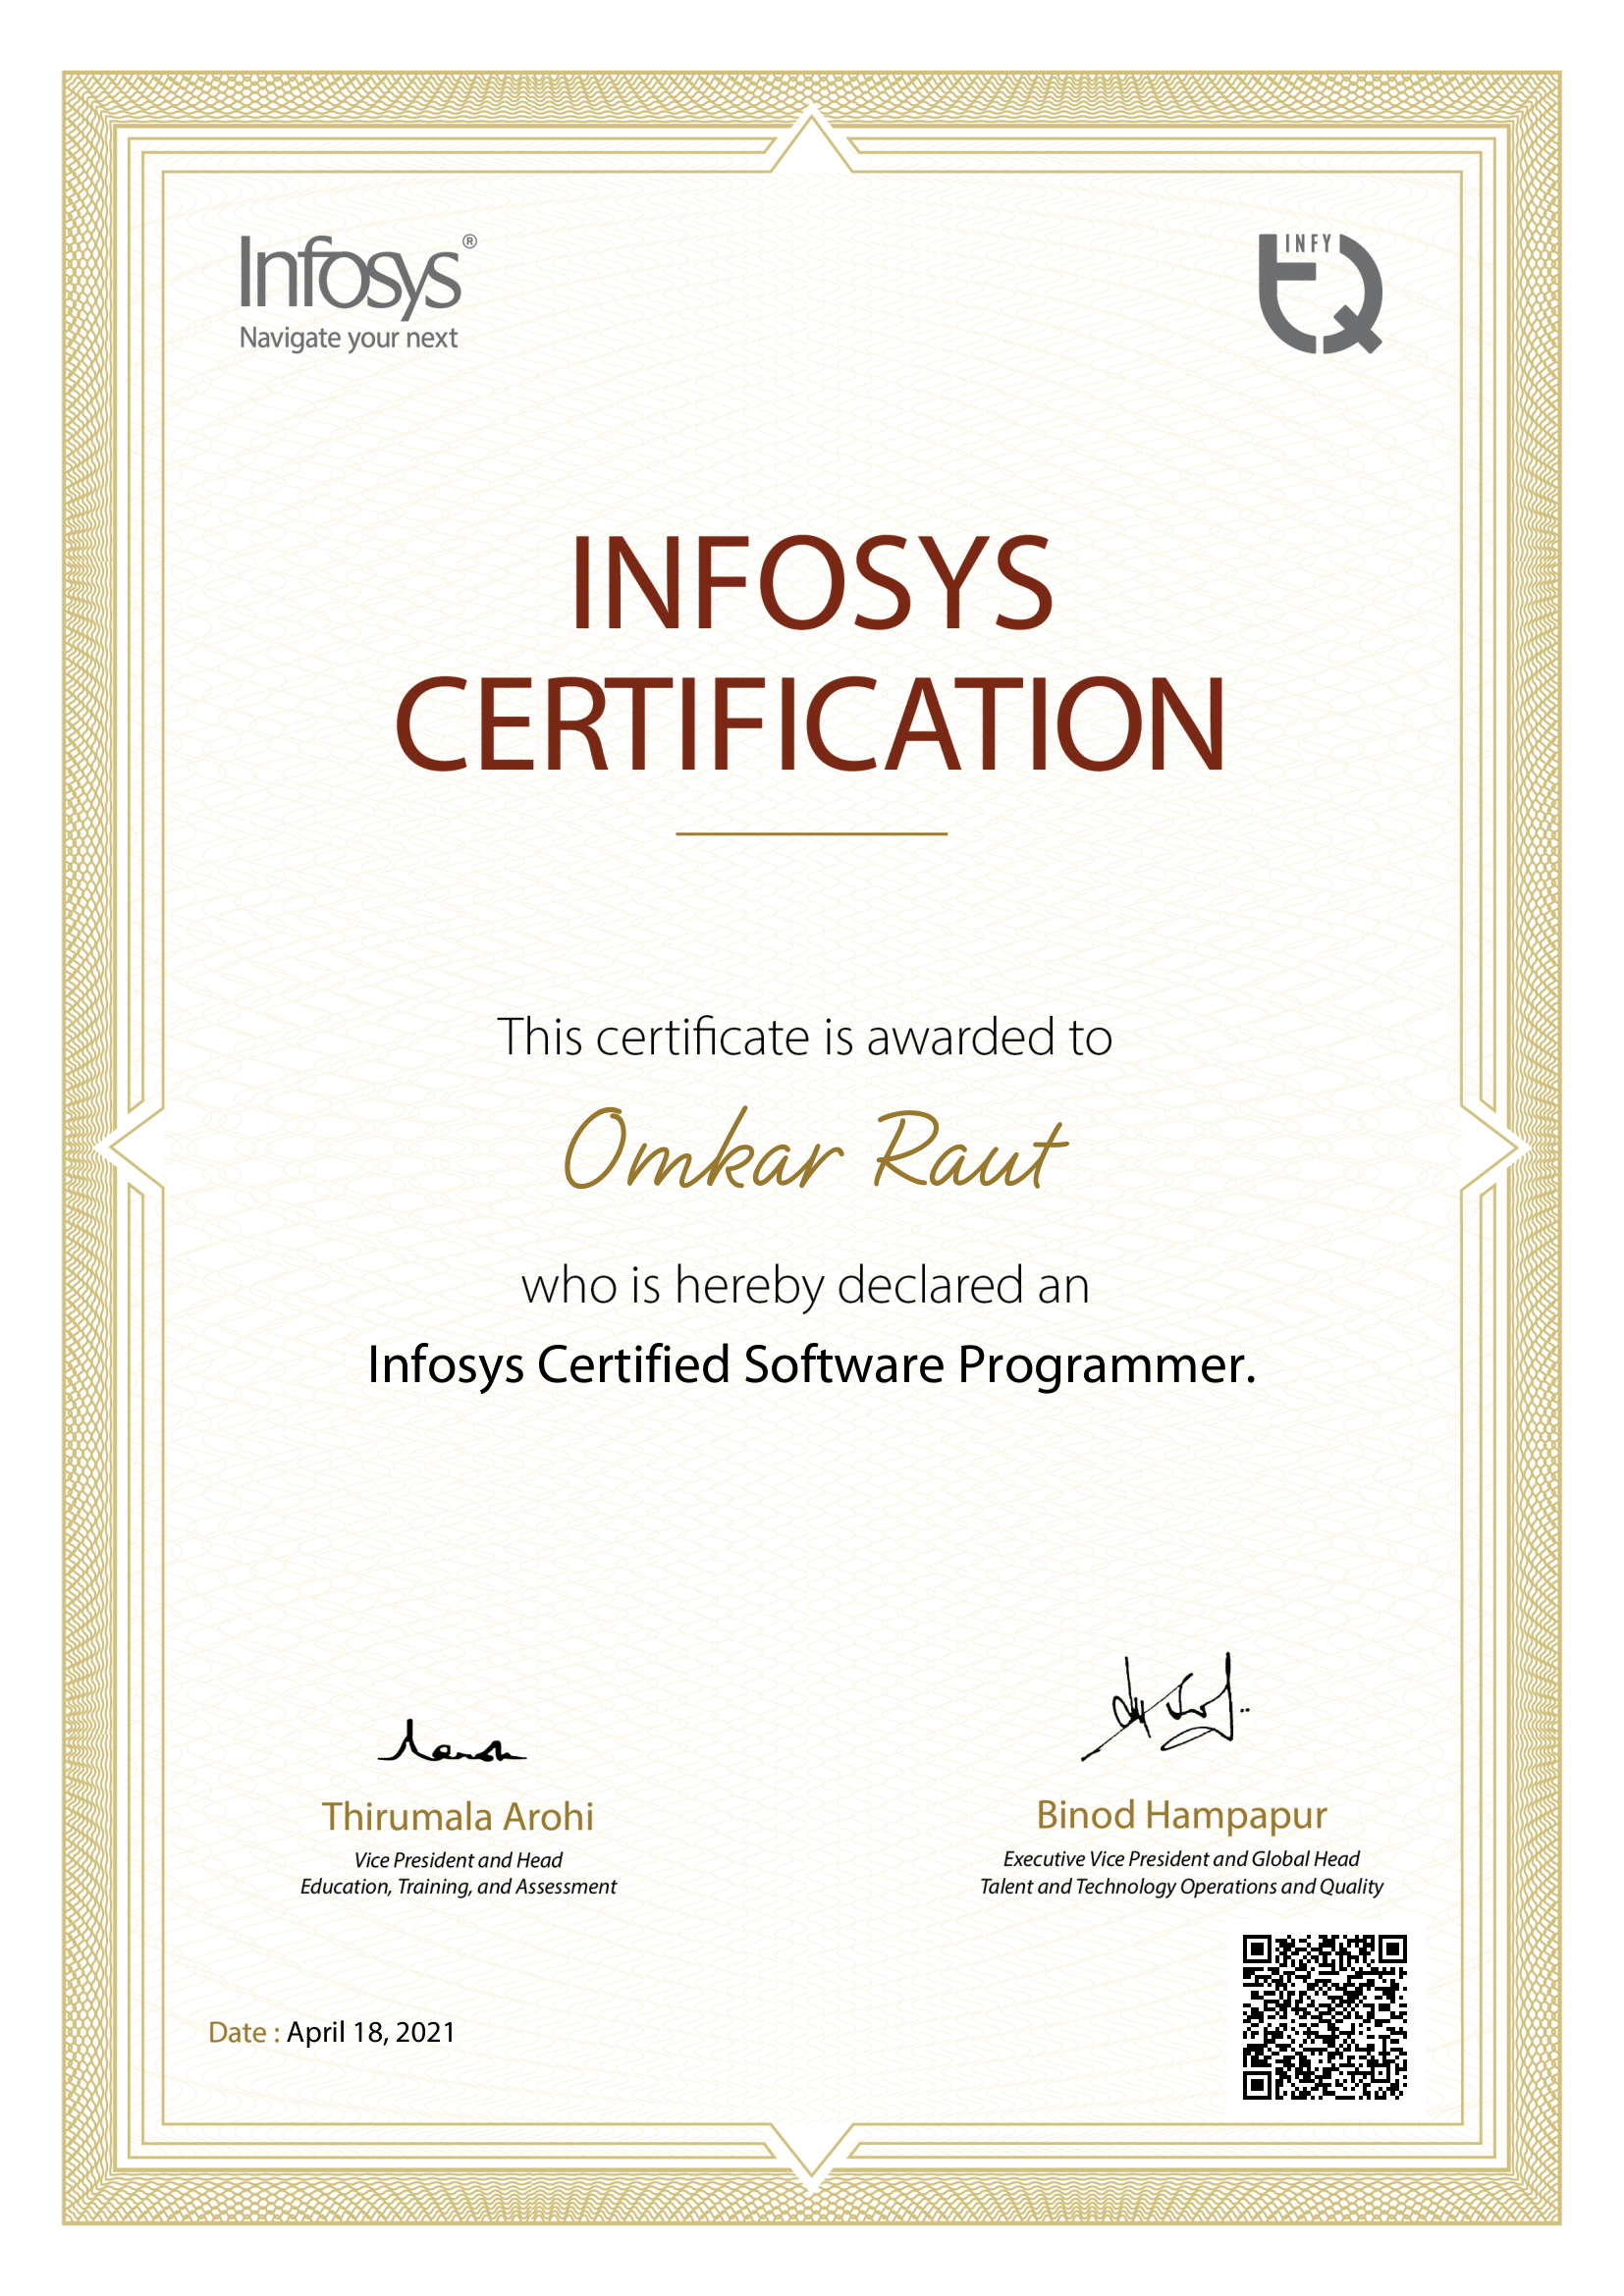 Infosys®
Navigate your next
INFY
TQ
INFOSYS
CERTIFICATION
This certificate is awarded to
Omkar Raut
who is hereby declared an
Infosys Certified Software Programmer.
Thirumala Arohi
Vice President and Head
Education, Training, and Assessment
Binod Hampapur
Executive Vice President and Global Head
Talent and Technology Operations and Quality
Date : April 18, 2021